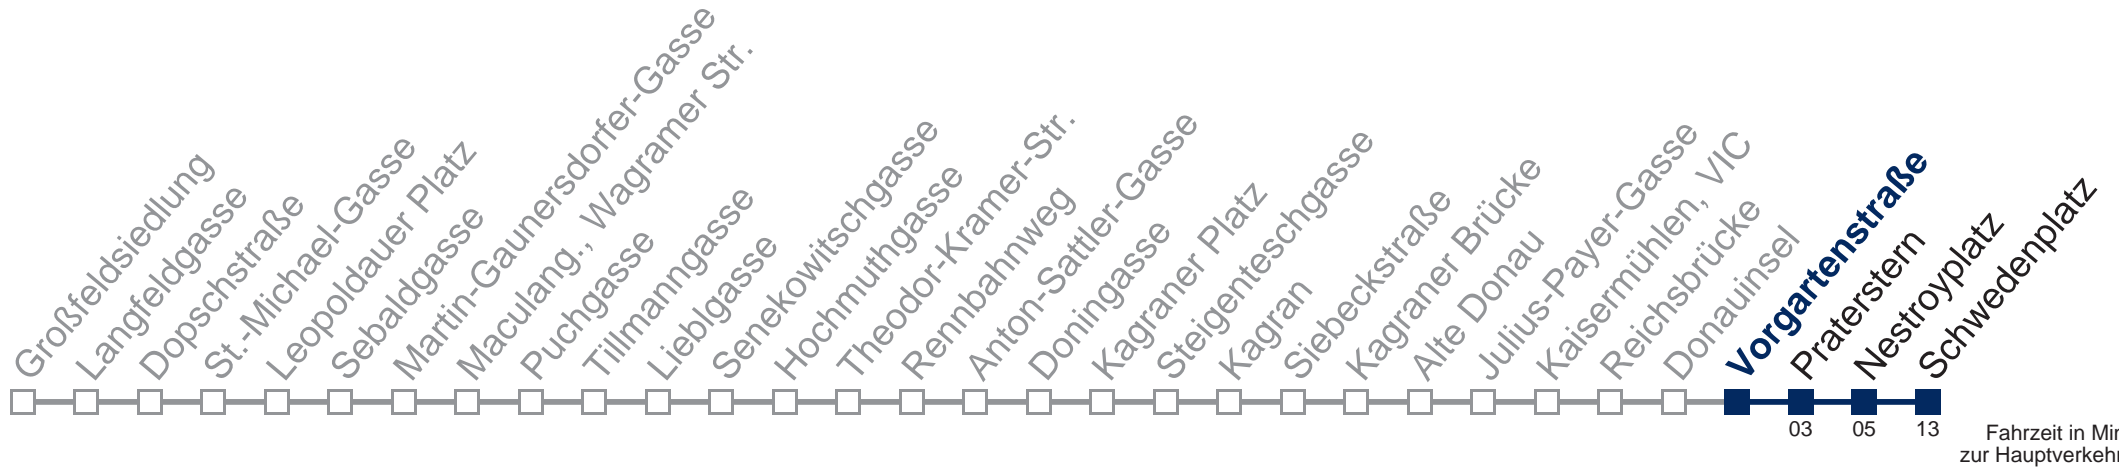 Großfeldsiedlung
Langfeldgasse
Dopschstraße
St.-Michael-Gasse
Leopoldauer Platz
Sebaldgasse
Martin-Gaunersdorfer-Gasse
Maculang., Wagramer Str.
Puchgasse
Tillmanngasse
Lieblgasse
Senekowitschgasse
Hochmuthgasse
Theodor-Kramer-Str.
Rennbahnweg
Anton-Sattler-Gasse
Doningasse
Kagraner Platz
Steigenteschgasse
Kagran
Siebeckstraße
Kagraner Brücke
Alte Donau
Julius-Payer-Gasse
Kaisermühlen, VIC
Reichsbrücke
Donauinsel
Vorgartenstraße
Praterstern
Nestroyplatz
Schwedenplatz
03 05 13
Fahrzeit in Min
zur Hauptverkehr